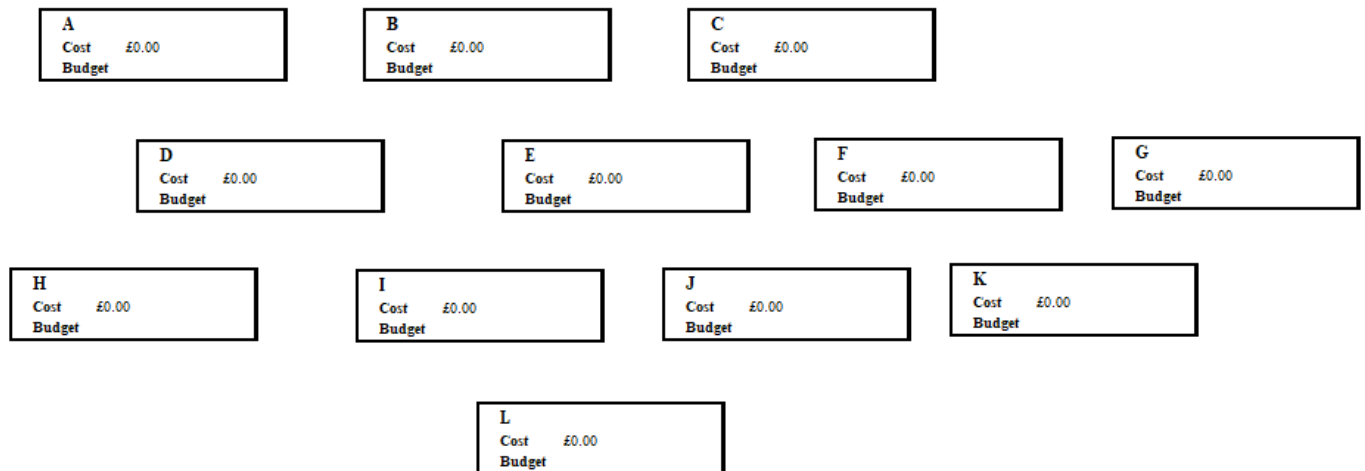 A
Cost £0.00
Budget
B
Cost £0.00
Budget
C
Cost £0.00
Budget
D
Cost £0.00
Budget
E
Cost £0.00
Budget
F
Cost £0.00
Budget
G
Cost £0.00
Budget
H
Cost £0.00
Budget
I
Cost £0.00
Budget
J
Cost £0.00
Budget
K
Cost £0.00
Budget
L
Cost £0.00
Budget